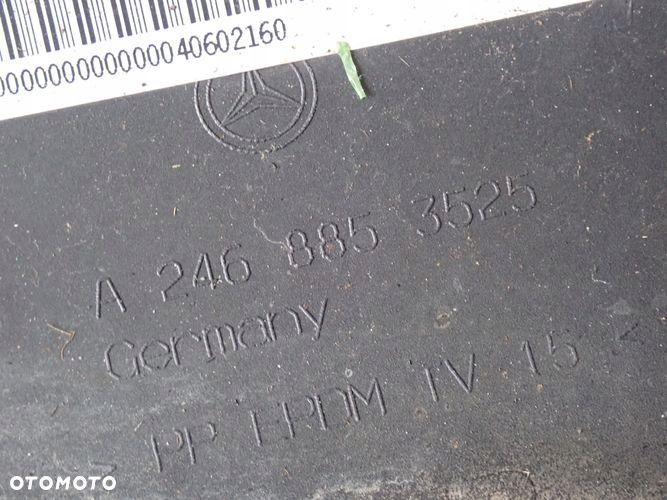 0000000000000040602160
A 246 885 3525
Germany
> PP EPDM TV 15 <
OTOMOTO